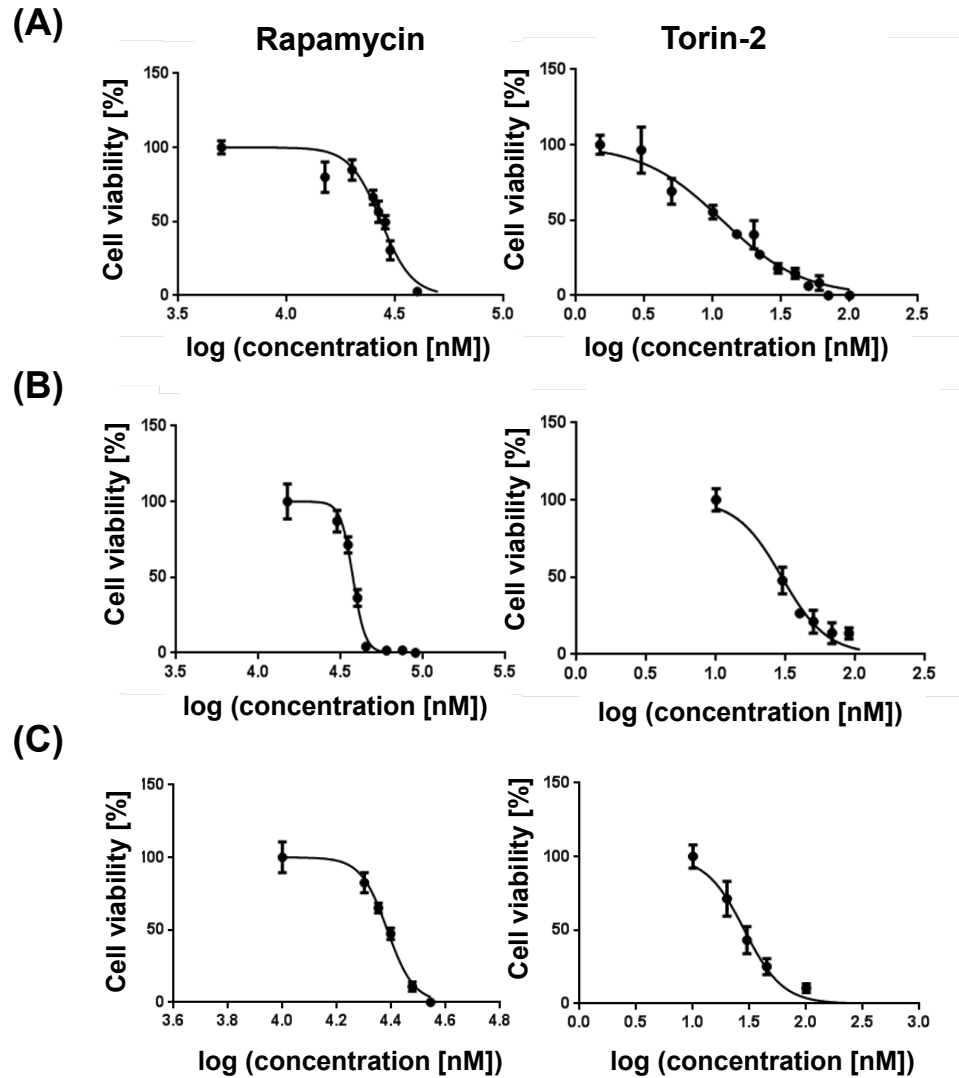 (A)
Rapamycin
Torin-2
Cell viability [%]
150
100
50
0
3.5 4.0 4.5 5.0
log (concentration [nM])
Cell viability [%]
150
100
50
0
0.0 0.5 1.0 1.5 2.0 2.5
log (concentration [nM])
(B)
Cell viability [%]
150
100
50
0
3.5 4.0 4.5 5.0 5.5
log (concentration [nM])
Cell viability [%]
150
100
50
0
0.0 0.5 1.0 1.5 2.0 2.5
log (concentration [nM])
(C)
Cell viability [%]
150
100
50
0
3.6 3.8 4.0 4.2 4.4 4.6 4.8
log (concentration [nM])
Cell viability [%]
150
100
50
0
0.0 0.5 1.0 1.5 2.0 2.5 3.0
log (concentration [nM])